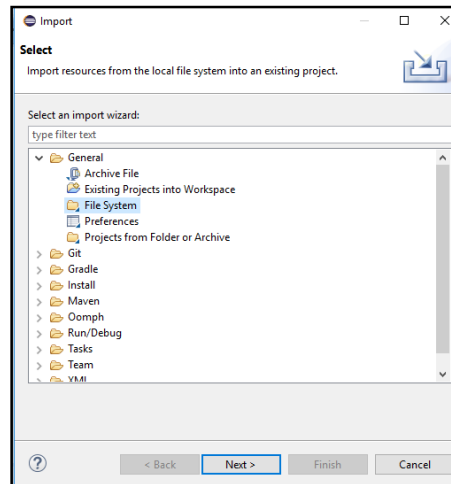 Import
Select
Import resources from the local file system into an existing project.
Select an import wizard:
type filter text
General
Archive File
Existing Projects into Workspace
File System
Preferences
Projects from Folder or Archive
Git
Gradle
Install
Maven
Oomph
Run/Debug
Tasks
Team
XML
? < Back Next > Finish Cancel